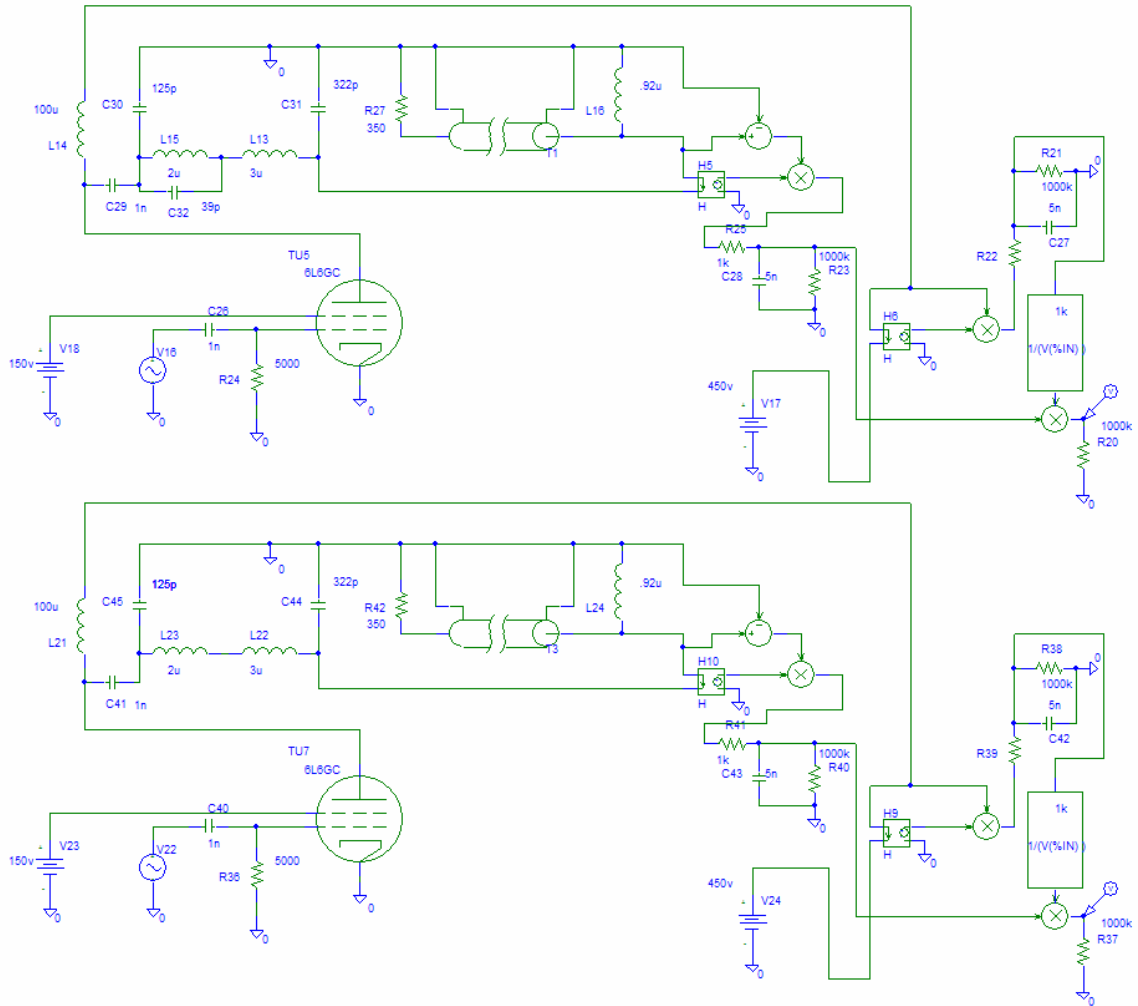 125p
0
C30
322p
C31
R27
350
L16
.92u
100u
L14
L15
2u
L13
3u
T1
+
-
C29
1n
C32
39p
H5
H
0
R21
1000k
0
5n
C27
R25
1k
C28
5n
1000k
R23
0
R22
TU5
6L6GC
C26
1n
V16
R24
5000
V18
150v
+
-
0
0
0
0
H6
H
0
1k
1/(V(%IN) )
450v
V17
+
-
0
V
1000k
R20
0
125p
0
C45
322p
C44
R42
350
L24
.92u
100u
L21
L23
2u
L22
3u
T3
+
-
C41
1n
H10
H
0
R38
1000k
0
5n
C42
R41
1k
C43
5n
1000k
R40
0
R39
TU7
6L6GC
C40
1n
V22
R36
5000
V23
150v
+
-
0
0
0
0
H9
H
0
1k
1/(V(%IN) )
450v
V24
+
-
0
V
1000k
R37
0